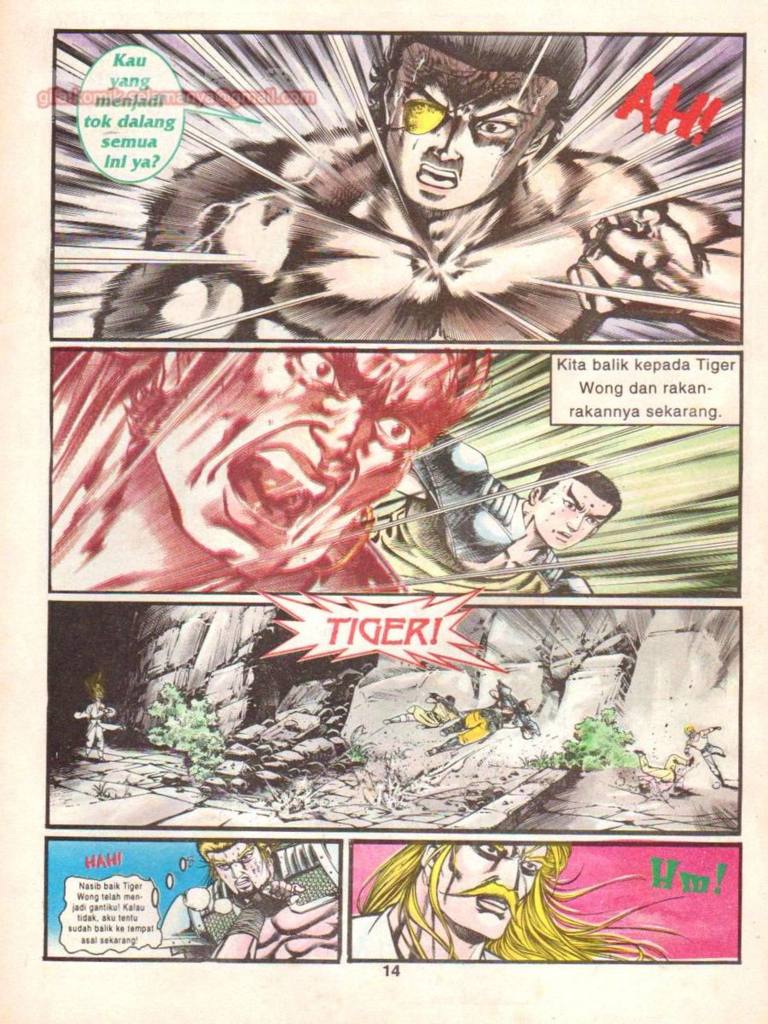 Kau
yang
menjadi
tok dalang
semua
ini ya?
AH!
Kita balik kepada Tiger
Wong dan rakan-
rakannya sekarang.
TIGER!
HAH!
Nasib baik Tiger
Wong telah men-
jadi gantiku! Kalau
tidak, aku tentu
sudah balik ke tempat
asal sekarang!
Hm!
14